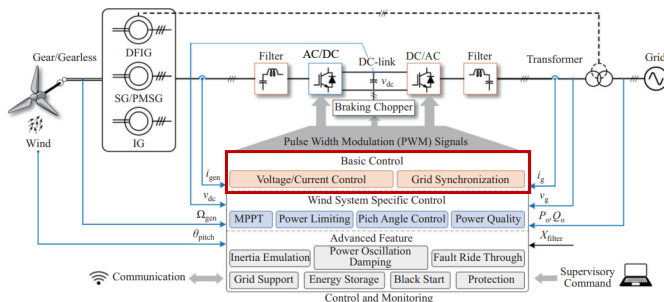 DFIG
SG/PMSG
IG
Gear/Gearless
Wind
Filter
AC/DC
DC-link
v_dc
DC/AC
Filter
Transformer
Grid
Braking Chopper
Pulse Width Modulation (PWM) Signals
Basic Control
Voltage/Current Control
Grid Synchronization
Wind System Specific Control
MPPT
Power Limiting
Pich Angle Control
Power Quality
Advanced Feature
Inertia Emulation
Power Oscillation
Damping
Fault Ride Through
Grid Support
Energy Storage
Black Start
Protection
Control and Monitoring
i_gen
v_dc
Ω_gen
θ_pitch
i_g
v_g
P_o, Q_o
X_filter
Communication
Supervisory
Command